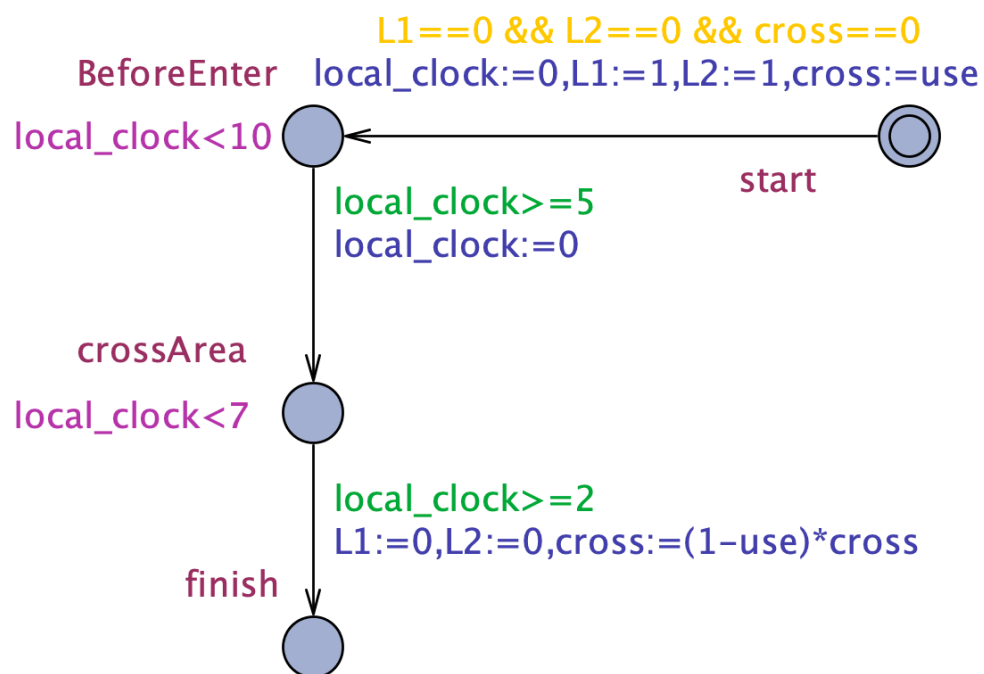 L1==0 && L2==0 && cross==0
BeforeEnter
local_clock:=0,L1:=1,L2:=1,cross:=use
local_clock<10
start
local_clock>=5
local_clock:=0
crossArea
local_clock<7
local_clock>=2
L1:=0,L2:=0,cross:=(1-use)*cross
finish